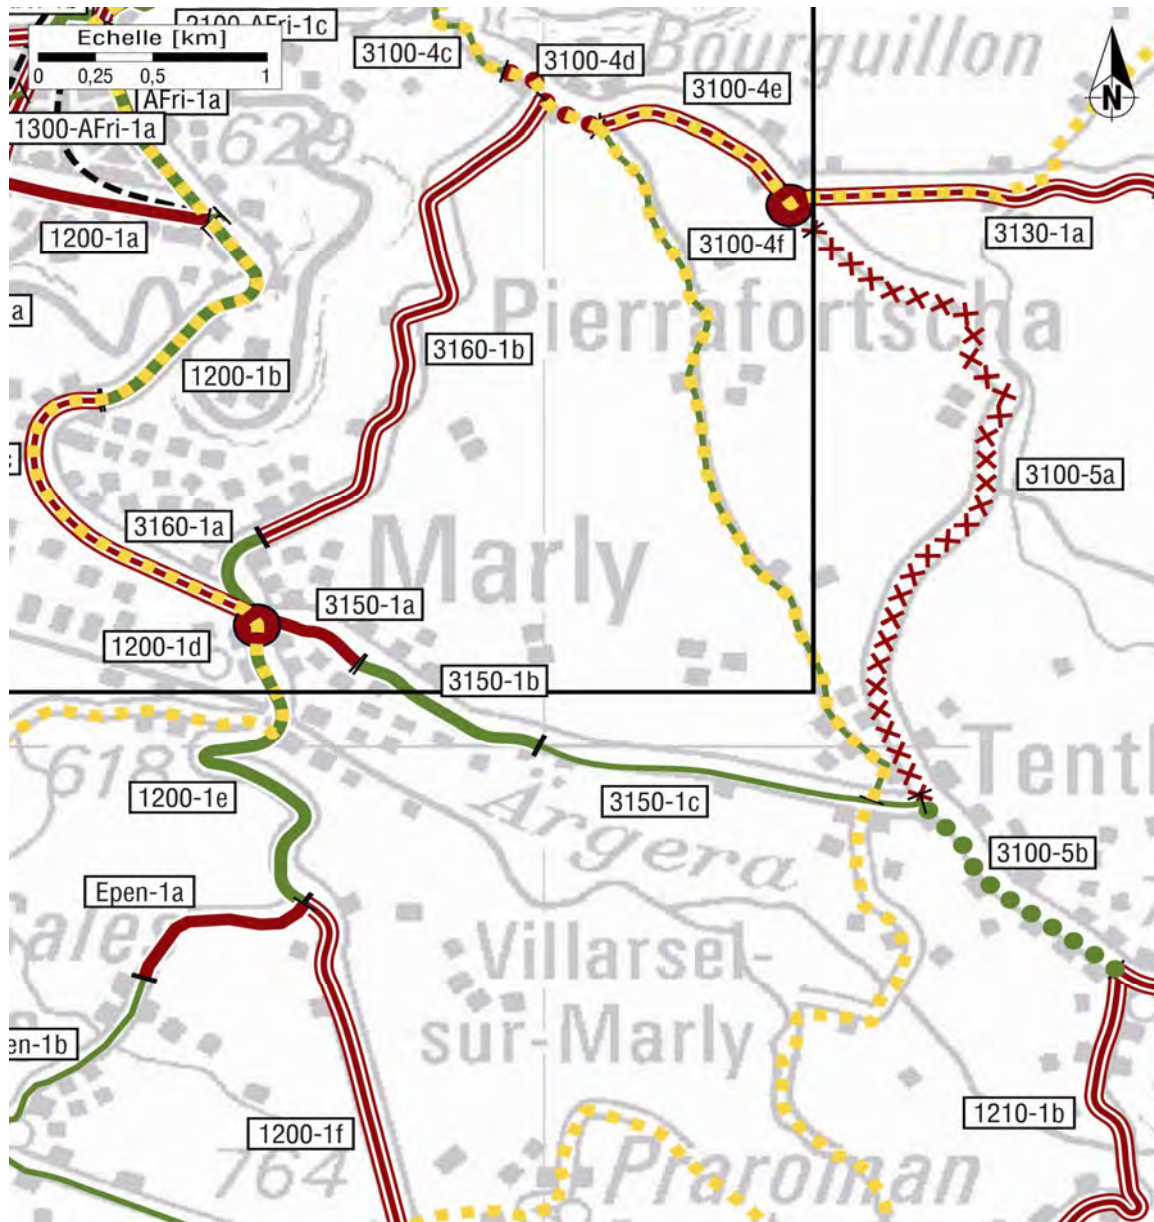 2100-AFri-1c
Echelle [km]
0 0,25 0,5 1
3100-4c
3100-4d
Bourguillon
3100-4e
N
AFri-1a
1300-AFri-1a
629
1200-1a
3100-4f
3130-1a
a
Pierrafortscha
3160-1b
1200-1b
3100-5a
3160-1a
Marly
3150-1a
1200-1d
3150-1b
Tent
618
1200-1e
3150-1c
Ärgera
3100-5b
Epen-1a
ales
Villarsel-
sur-Marly
en-1b
1200-1f
1210-1b
764
Praroman